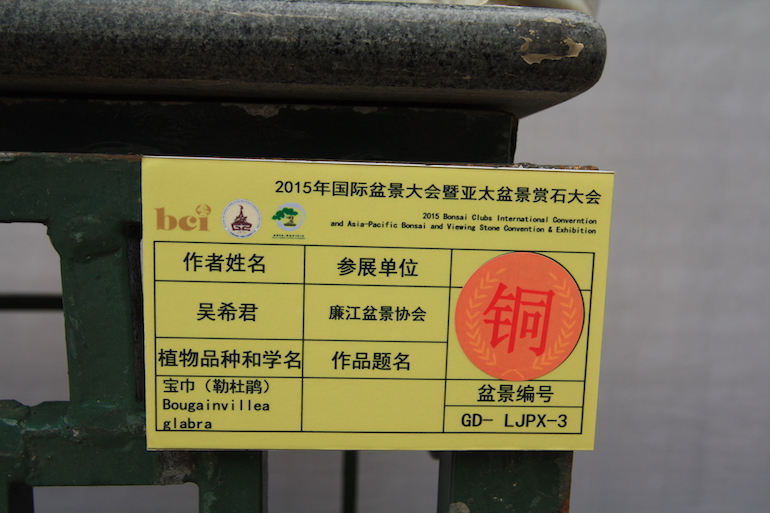 2015年国际盆景大会暨亚太盆景赏石大会
bci
2015 Bonsai Clubs International Converntion
and Asia-Pacific Bonsai and Viewing Stone Convention & Exhibition
作者姓名
参展单位
吴希君
廉江盆景协会
铜
植物品种和学名
作品题名
宝巾（勒杜鹃）
Bougainvillea
glabra
盆景编号
GD- LJPX-3